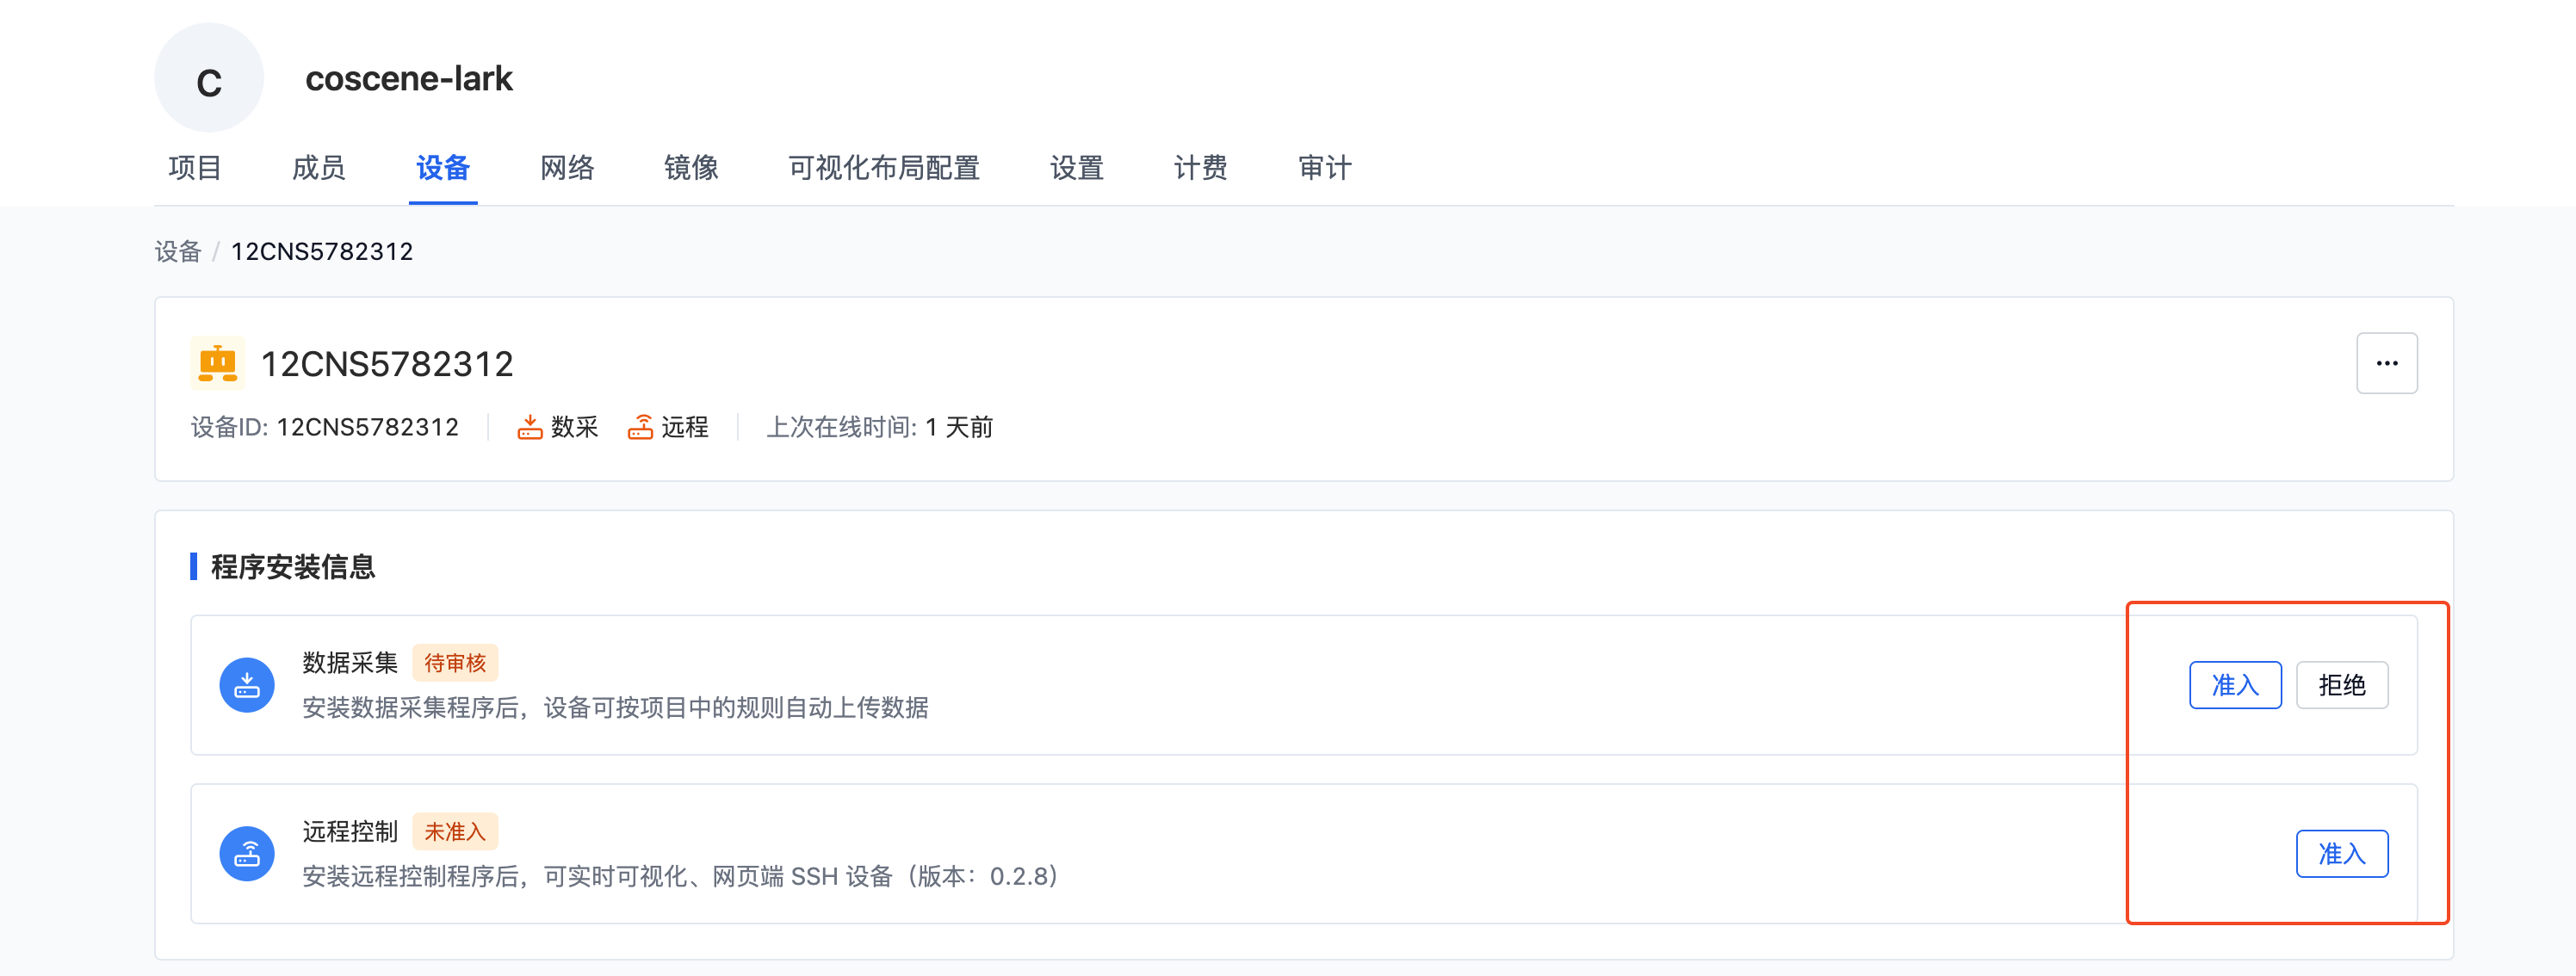 C
coscene-lark
项目 成员 设备 网络 镜像 可视化布局配置 设置 计费 审计
设备 / 12CNS5782312
12CNS5782312
...
设备ID: 12CNS5782312 数采 远程 上次在线时间: 1 天前
程序安装信息
数据采集 待审核
安装数据采集程序后，设备可按项目中的规则自动上传数据
准入 拒绝
远程控制 未准入
安装远程控制程序后，可实时可视化、网页端 SSH 设备（版本：0.2.8）
准入